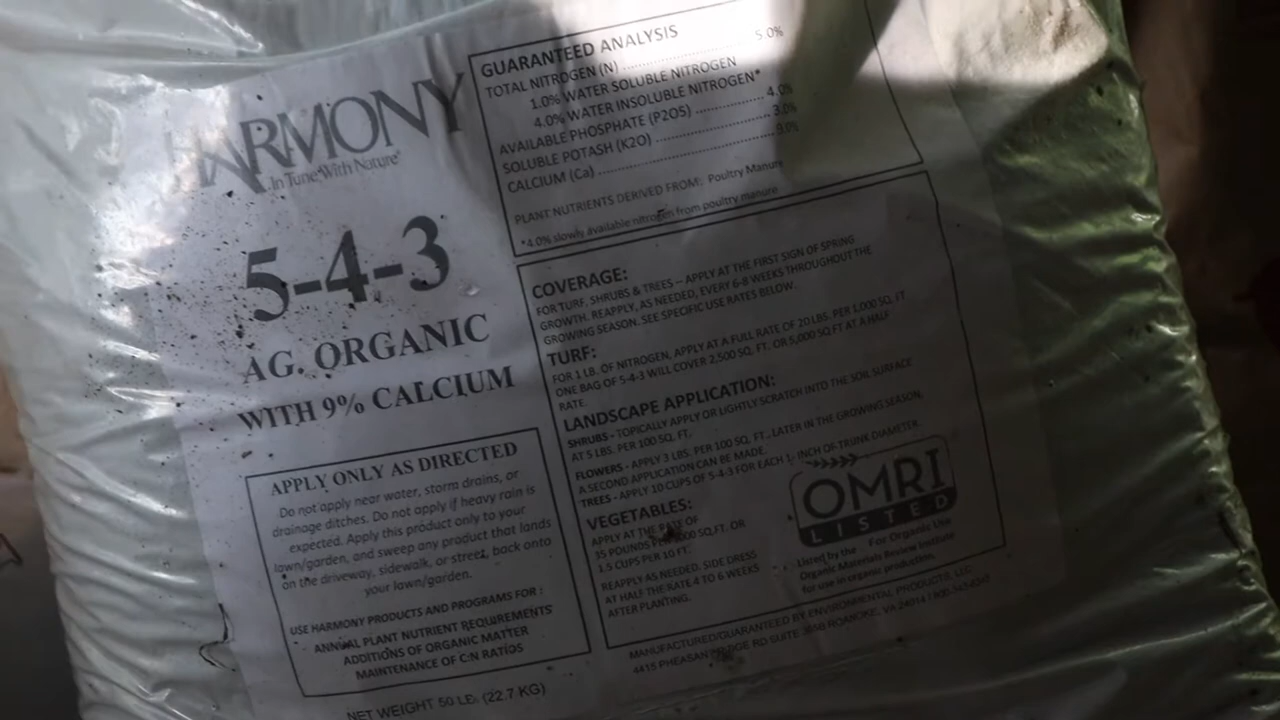 HARMONY
...In Tune With Nature®
5-4-3
AG. ORGANIC
WITH 9% CALCIUM
APPLY ONLY AS DIRECTED
Do not apply near water, storm drains, or
drainage ditches. Do not apply if heavy rain is
expected. Apply this product only to your
lawn/garden, and sweep any product that lands
on the driveway, sidewalk, or street, back onto
your lawn/garden.
USE HARMONY PRODUCTS AND PROGRAMS FOR :
ANNUAL PLANT NUTRIENT REQUIREMENTS
ADDITIONS OF ORGANIC MATTER
MAINTENANCE OF C:N RATIOS
NET WEIGHT 50 LB. (22.7 KG)
GUARANTEED ANALYSIS
TOTAL NITROGEN (N) ........................ 5.0%
1.0% WATER SOLUBLE NITROGEN
4.0% WATER INSOLUBLE NITROGEN*
AVAILABLE PHOSPHATE (P2O5) ................ 4.0%
SOLUBLE POTASH (K2O) ........................ 3.0%
CALCIUM (Ca) .................................... 9.0%
PLANT NUTRIENTS DERIVED FROM: Poultry Manure
*4.0% slowly available nitrogen from poultry manure
COVERAGE:
FOR TURF, SHRUBS & TREES – APPLY AT THE FIRST SIGN OF SPRING
GROWTH. REAPPLY, AS NEEDED, EVERY 6-8 WEEKS THROUGHOUT THE
GROWING SEASON. SEE SPECIFIC USE RATES BELOW.
TURF:
FOR 1 LB. OF NITROGEN, APPLY AT A FULL RATE OF 20 LBS. PER 1,000 SQ. FT
ONE BAG OF 5-4-3 WILL COVER 2,500 SQ. FT. OR 5,000 SQ FT AT A HALF
RATE.
LANDSCAPE APPLICATION:
SHRUBS - TOPICALLY APPLY OR LIGHTLY SCRATCH INTO THE SOIL SURFACE
AT 5 LBS. PER 100 SQ. FT.
FLOWERS - APPLY 3 LBS. PER 100 SQ. FT., LATER IN THE GROWING SEASON,
A SECOND APPLICATION CAN BE MADE.
TREES - APPLY 10 CUPS OF 5-4-3 FOR EACH 1- INCH OF TRUNK DIAMETER.
VEGETABLES:
APPLY AT THE RATE OF
35 POUNDS PER SQ.FT. OR
1.5 CUPS PER 10 FT.
REAPPLY AS NEEDED. SIDE DRESS
AT HALF THE RATE 4 TO 6 WEEKS
AFTER PLANTING.
OMRI
LISTED
Listed by the For Organic Use
Organic Materials Review Institute
for use in organic production.
MANUFACTURED/GUARANTEED BY ENVIRONMENTAL PRODUCTS, LLC
4415 PHEASANT RIDGE RD SUITE ROANOKE, VA 24014 /